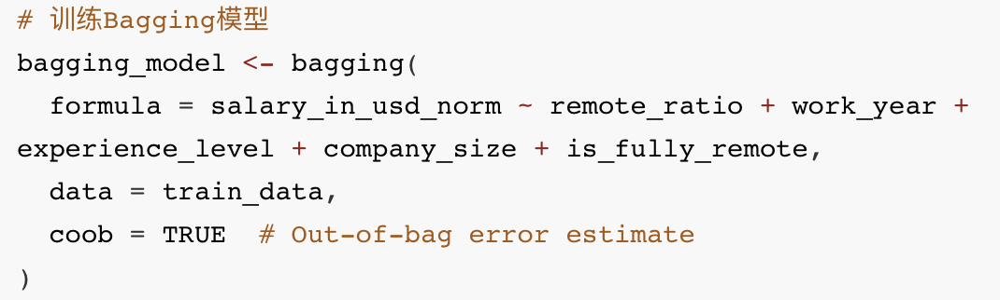 # 训练Bagging模型
bagging_model <- bagging(
  formula = salary_in_usd_norm ~ remote_ratio + work_year +
experience_level + company_size + is_fully_remote,
  data = train_data,
  coob = TRUE  # Out-of-bag error estimate
)